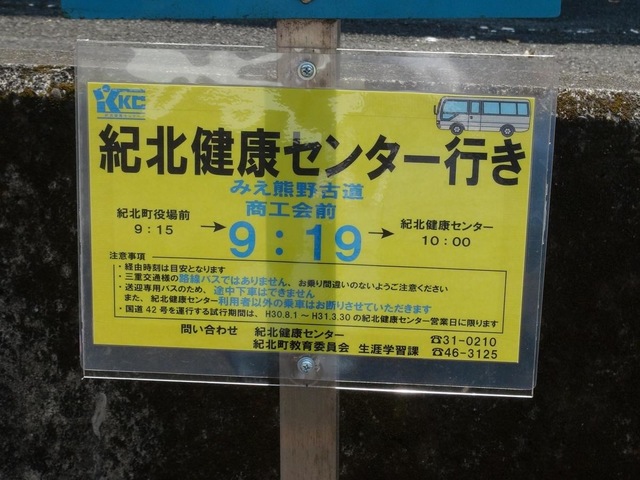 KKC
紀北健康センター行き
みえ熊野古道
商工会前
紀北町役場前
9：15
→
9：19
→
紀北健康センター
10：00
注意事項
・経由時刻は目安となります
・三重交通様の路線バスではありません、お乗り間違いのないようご注意ください
・送迎専用バスのため、途中下車はできません
また、紀北健康センター利用者以外の乗車はお断りさせていただきます
・国道42号を運行する試行期間は、H30.8.1～H31.3.30の紀北健康センター営業日に限ります
問い合わせ 紀北健康センター ☎31-0210
紀北町教育委員会 生涯学習課 ☎46-3125